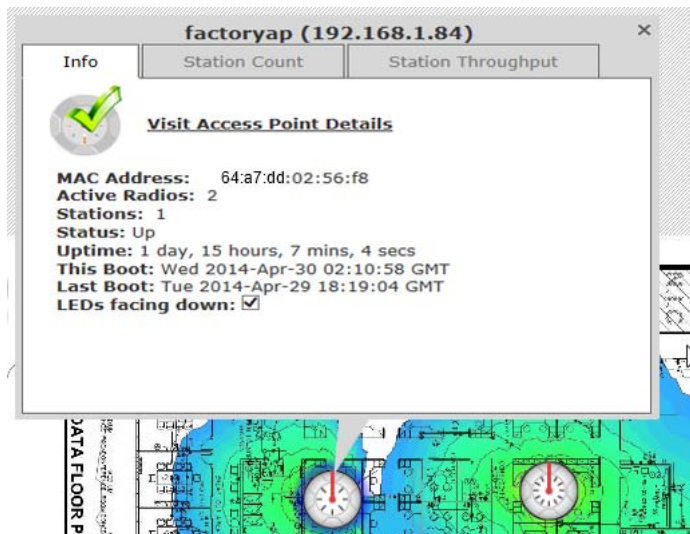 factoryap (192.168.1.84)
×
Info
Station Count
Station Throughput
Visit Access Point Details
MAC Address: 64:a7:dd:02:56:f8
Active Radios: 2
Stations: 1
Status: Up
Uptime: 1 day, 15 hours, 7 mins, 4 secs
This Boot: Wed 2014-Apr-30 02:10:58 GMT
Last Boot: Tue 2014-Apr-29 18:19:04 GMT
LEDs facing down:
DATA FLOOR P